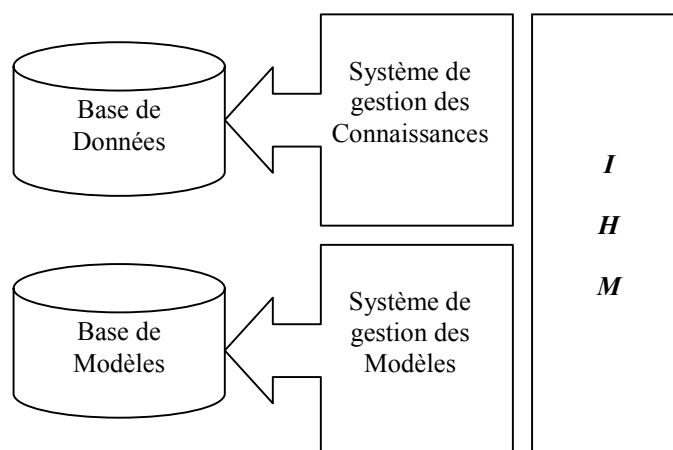 Base de
Données
Système de
gestion des
Connaissances
I
H
M
Base de
Modèles
Système de
gestion des
Modèles